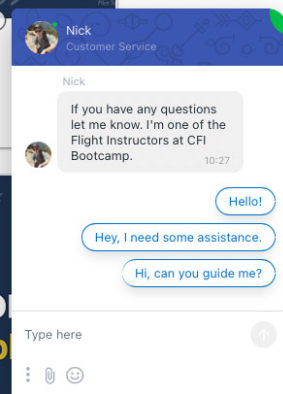 Nick
Customer Service
Nick
If you have any questions
let me know. I'm one of the
Flight Instructors at CFI
Bootcamp.
10:27
Hello!
Hey, I need some assistance.
Hi, can you guide me?
Type here